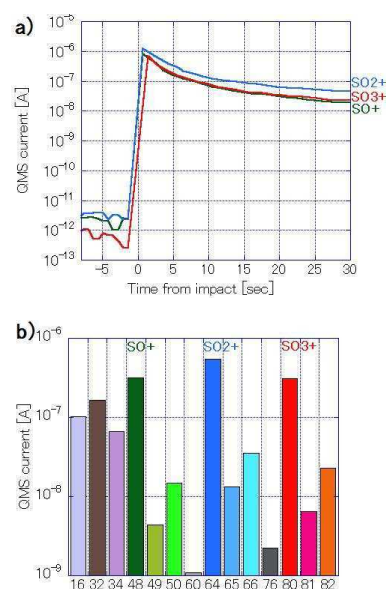 a)
10⁻⁵
10⁻⁶
10⁻⁷
10⁻⁸
10⁻⁹
10⁻¹⁰
10⁻¹¹
10⁻¹²
10⁻¹³
QMS current [A]
SO2+
SO3+
SO+
-5 0 5 10 15 20 25 30
Time from impact [sec]
b)
10⁻⁶
10⁻⁷
10⁻⁸
10⁻⁹
QMS current [A]
SO+ SO2+ SO3+
16 32 34 48 49 50 60 64 65 66 76 80 81 82